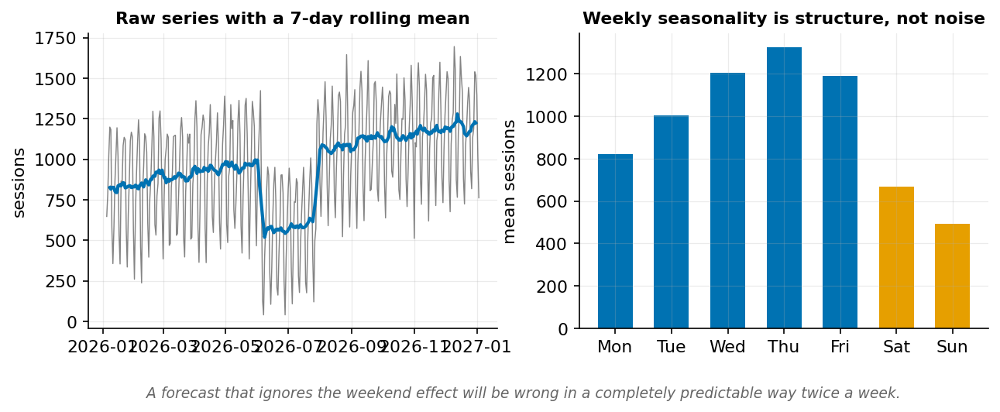 Raw series with a 7-day rolling mean
sessions
1750
1500
1250
1000
750
500
250
0
2026-01
2026-03
2026-05
2026-07
2026-09
2026-11
2027-01
Weekly seasonality is structure, not noise
mean sessions
1200
1000
800
600
400
200
0
Mon
Tue
Wed
Thu
Fri
Sat
Sun
A forecast that ignores the weekend effect will be wrong in a completely predictable way twice a week.